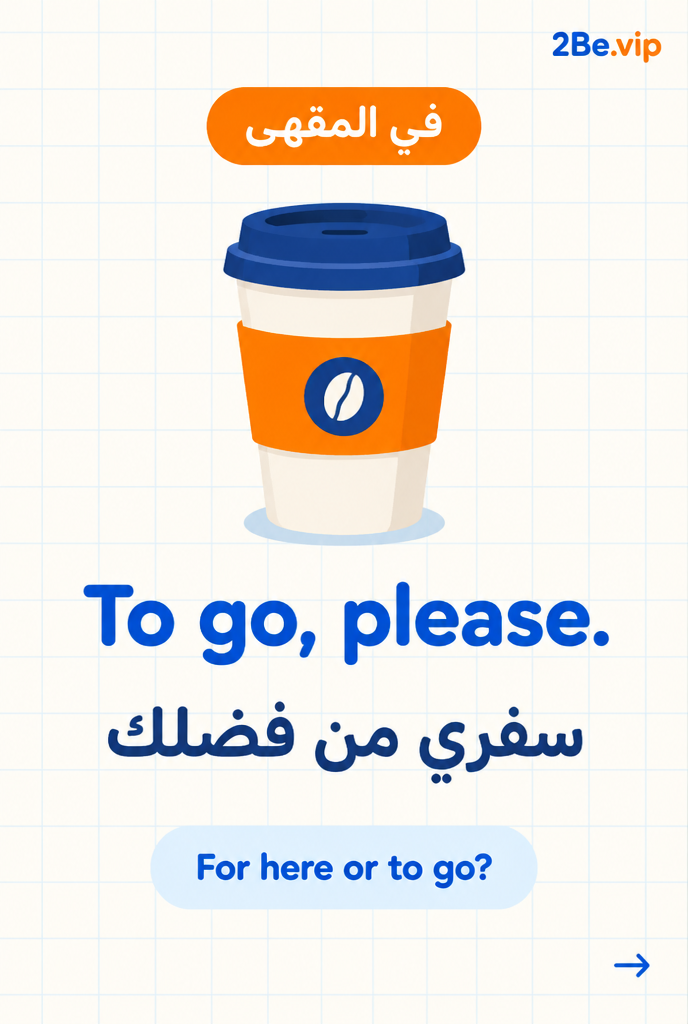 2Be.vip
في المقهى
To go, please.
سفري من فضلك
For here or to go?